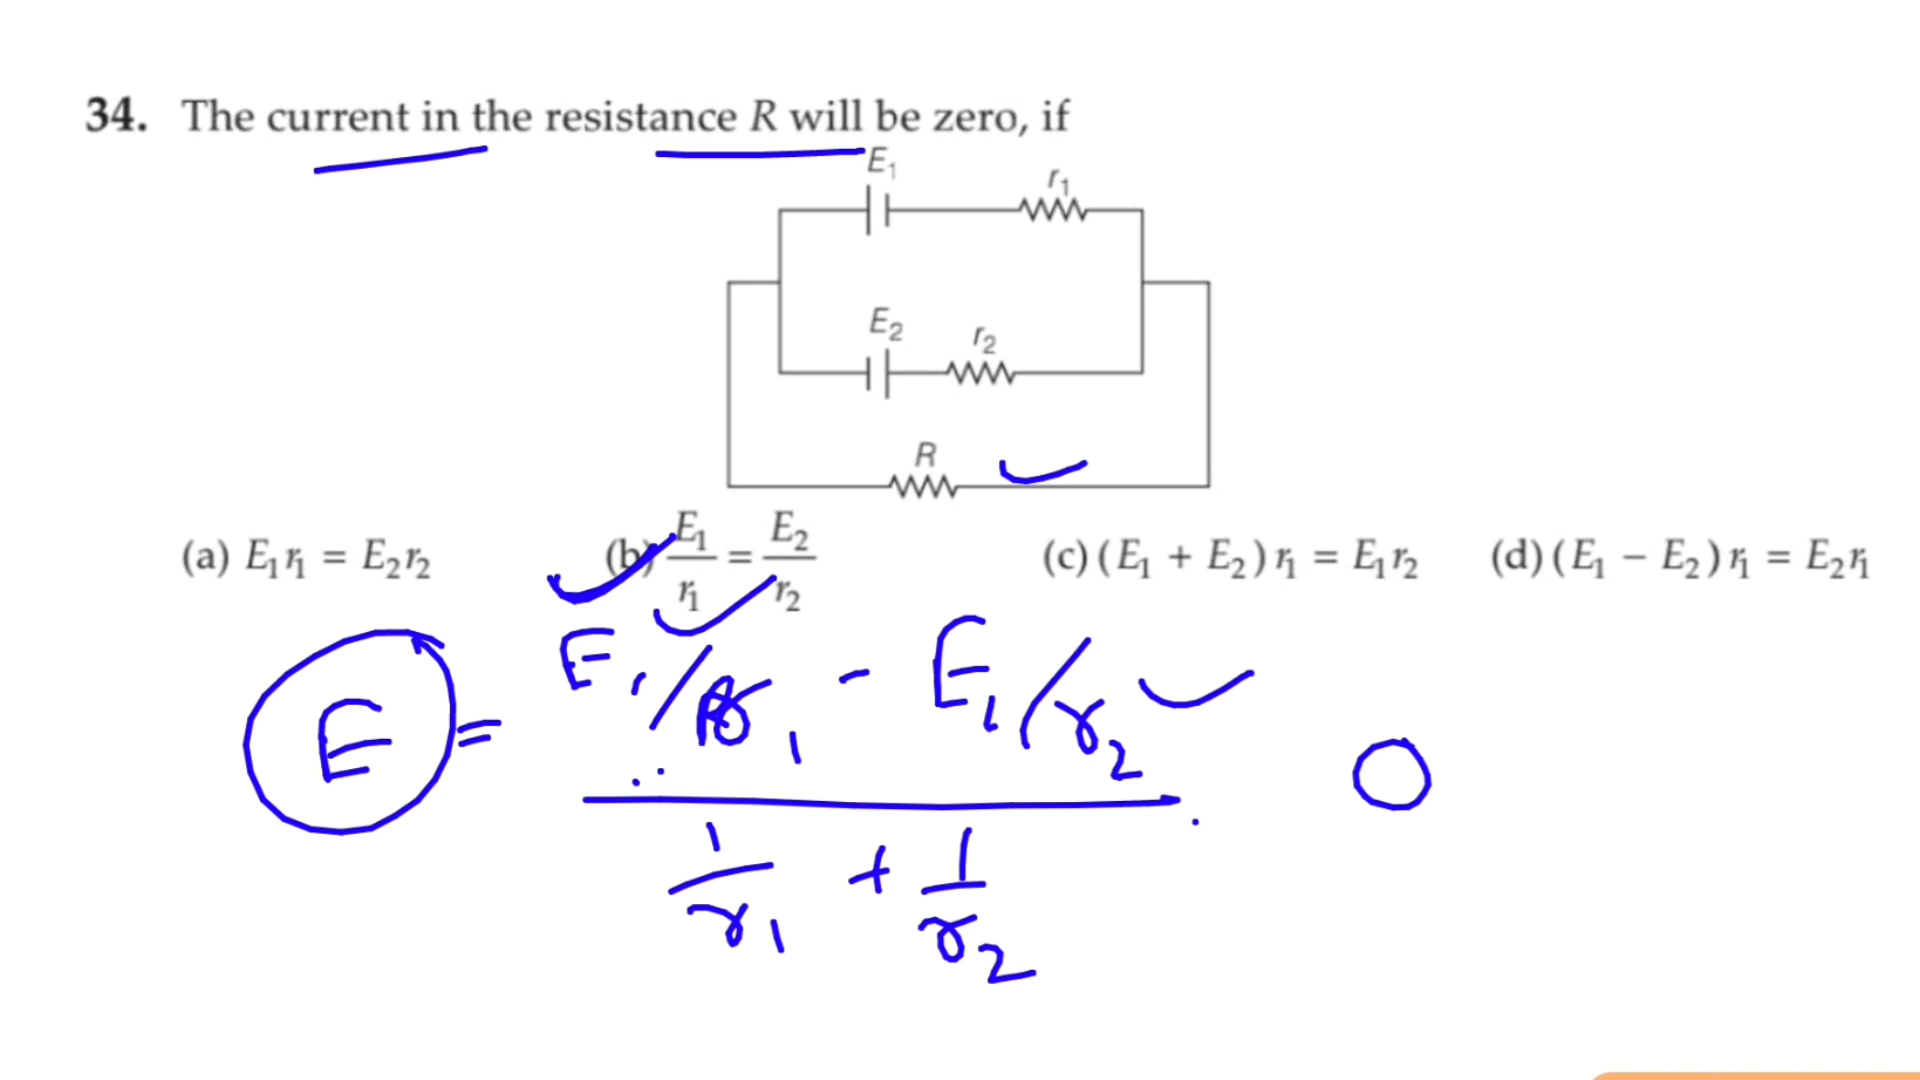 34. The current in the resistance R will be zero, if
E₁
r₁
E₂
r₂
R
(a) E₁r₁ = E₂r₂ (b) E₁/r₁ = E₂/r₂ (c) (E₁ + E₂) r₁ = E₁r₂ (d) (E₁ − E₂) r₁ = E₂r₁
E = E₁/r₁ - E₂/r₂ 0
1/r₁ + 1/r₂